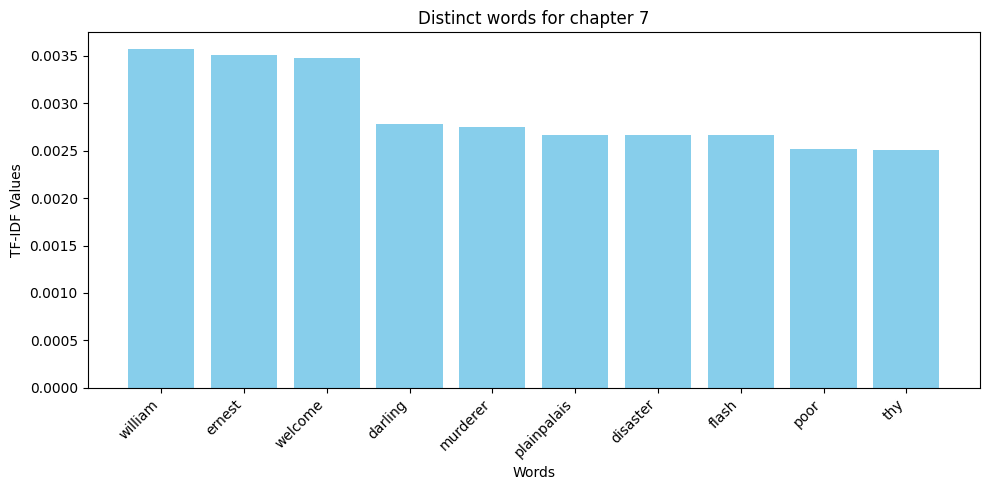 Distinct words for chapter 7
TF-IDF Values
0.0035
0.0030
0.0025
0.0020
0.0015
0.0010
0.0005
0.0000
william
ernest
welcome
darling
murderer
plainpalais
disaster
flash
poor
thy
Words